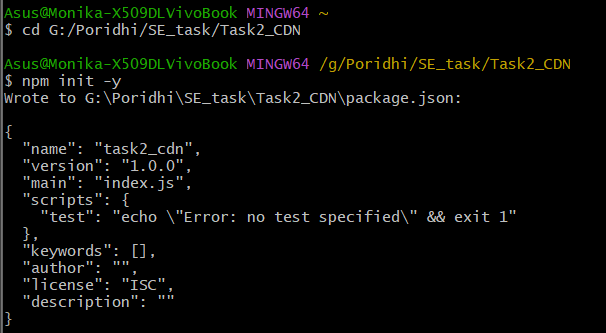 Asus@Monika-X509DLVivoBook MINGW64 ~
$ cd G:/Poridhi/SE_task/Task2_CDN
Asus@Monika-X509DLVivoBook MINGW64 /g/Poridhi/SE_task/Task2_CDN
$ npm init -y
Wrote to G:\Poridhi\SE_task\Task2_CDN\package.json:
{
  "name": "task2_cdn",
  "version": "1.0.0",
  "main": "index.js",
  "scripts": {
    "test": "echo \"Error: no test specified\" && exit 1"
  },
  "keywords": [],
  "author": "",
  "license": "ISC",
  "description": ""
}